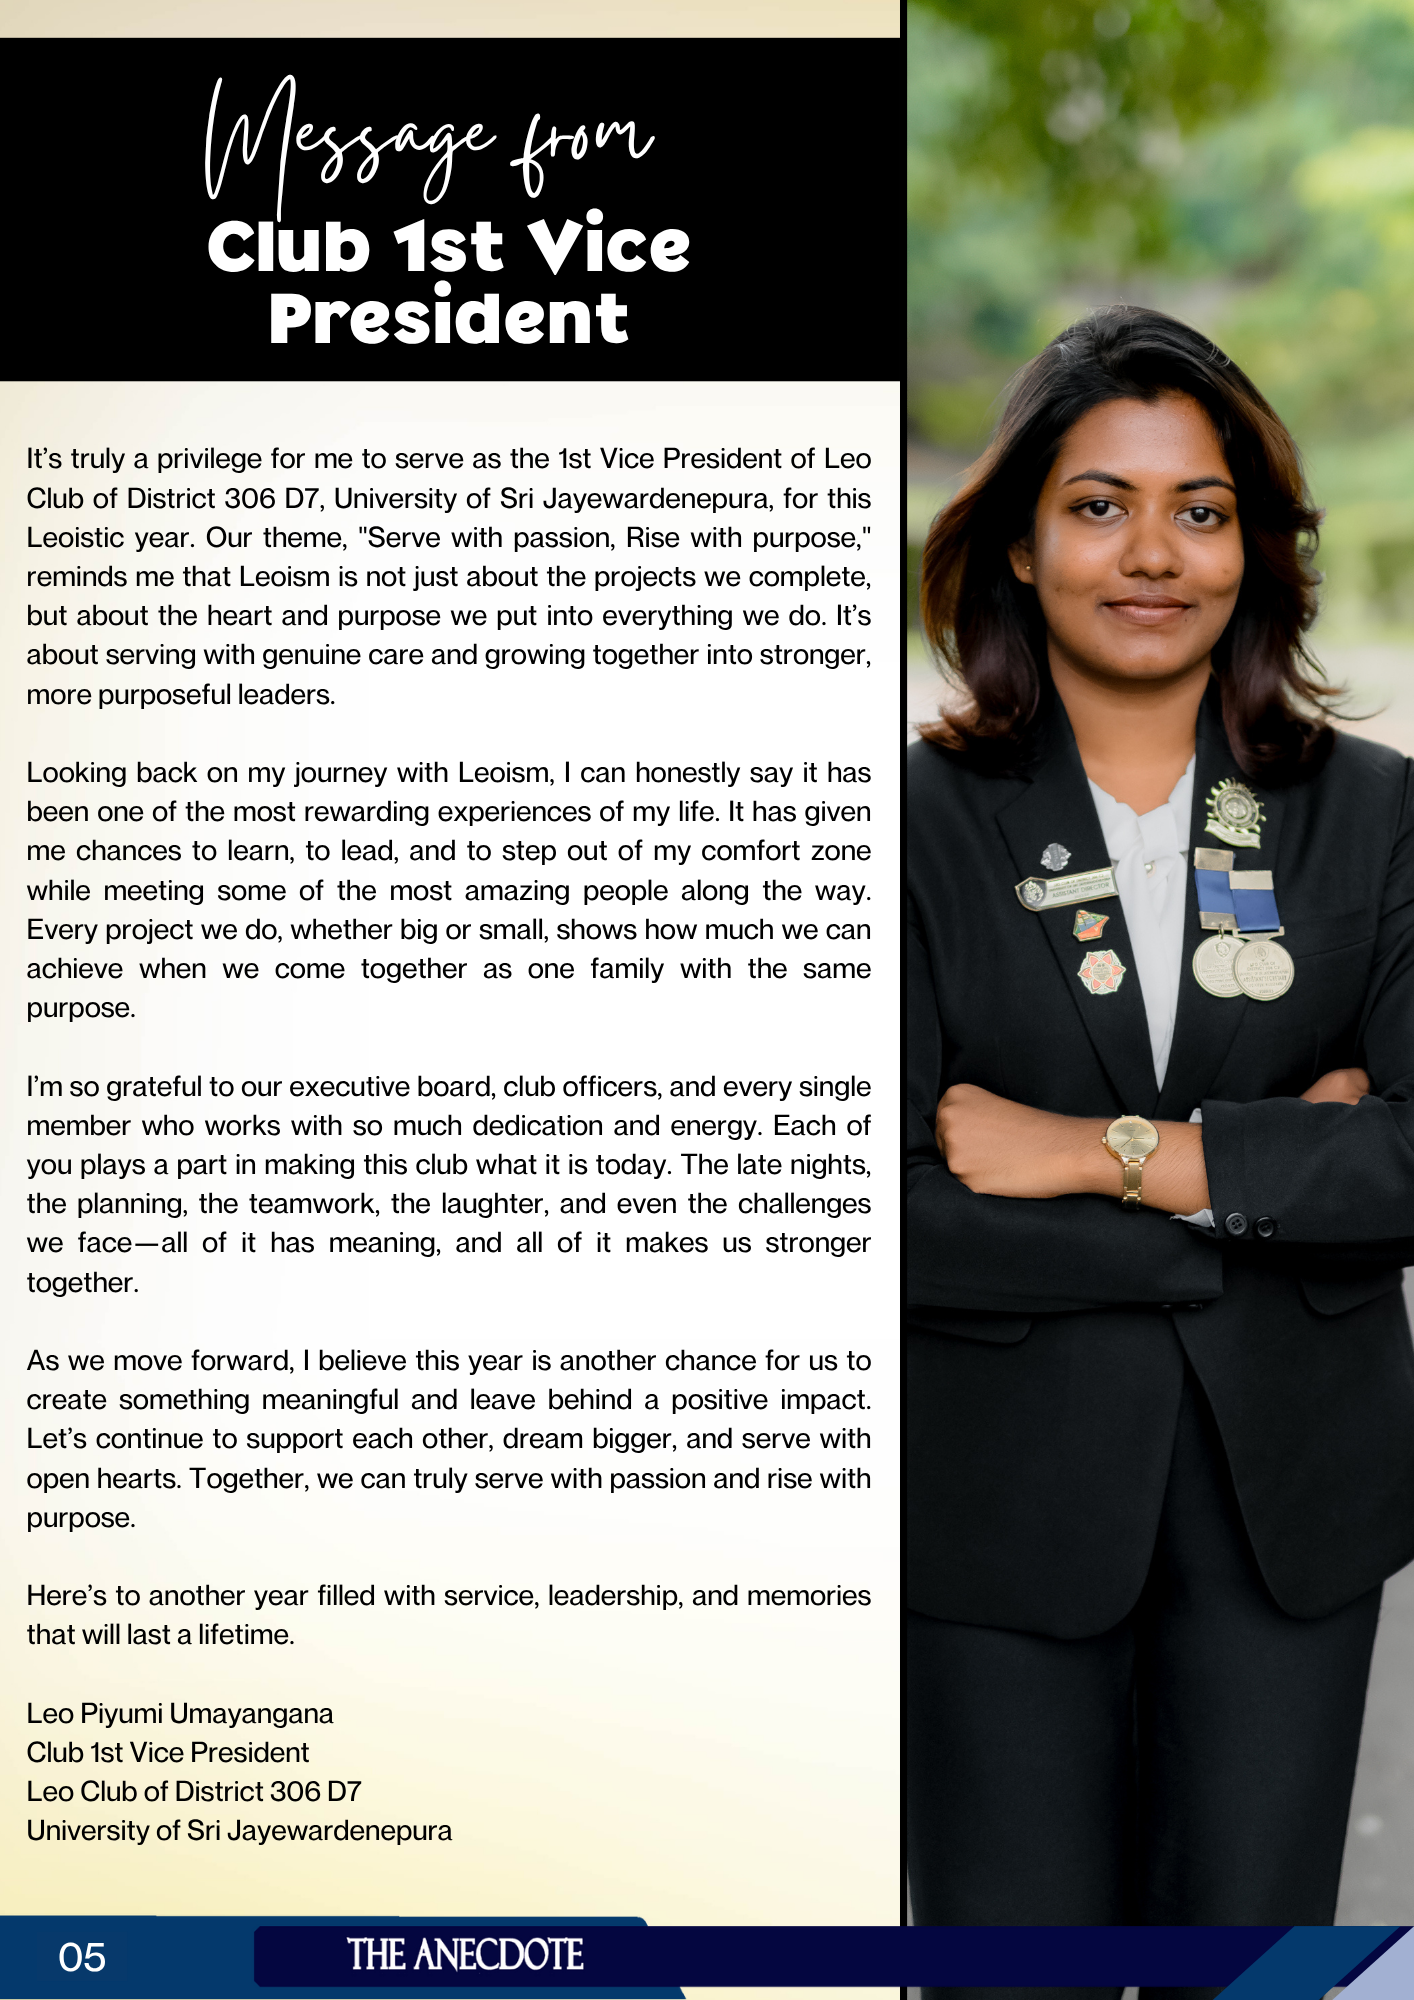 Message from
Club 1st Vice
President
It’s truly a privilege for me to serve as the 1st Vice President of Leo
Club of District 306 D7, University of Sri Jayewardenepura, for this
Leoistic year. Our theme, "Serve with passion, Rise with purpose,"
reminds me that Leoism is not just about the projects we complete,
but about the heart and purpose we put into everything we do. It’s
about serving with genuine care and growing together into stronger,
more purposeful leaders.
Looking back on my journey with Leoism, I can honestly say it has
been one of the most rewarding experiences of my life. It has given
me chances to learn, to lead, and to step out of my comfort zone
while meeting some of the most amazing people along the way.
Every project we do, whether big or small, shows how much we can
achieve when we come together as one family with the same
purpose.
I’m so grateful to our executive board, club officers, and every single
member who works with so much dedication and energy. Each of
you plays a part in making this club what it is today. The late nights,
the planning, the teamwork, the laughter, and even the challenges
we face—all of it has meaning, and all of it makes us stronger
together.
As we move forward, I believe this year is another chance for us to
create something meaningful and leave behind a positive impact.
Let’s continue to support each other, dream bigger, and serve with
open hearts. Together, we can truly serve with passion and rise with
purpose.
Here’s to another year filled with service, leadership, and memories
that will last a lifetime.
Leo Piyumi Umayangana
Club 1st Vice President
Leo Club of District 306 D7
University of Sri Jayewardenepura
ASSISTANT DIRECTOR
05
THE ANECDOTE